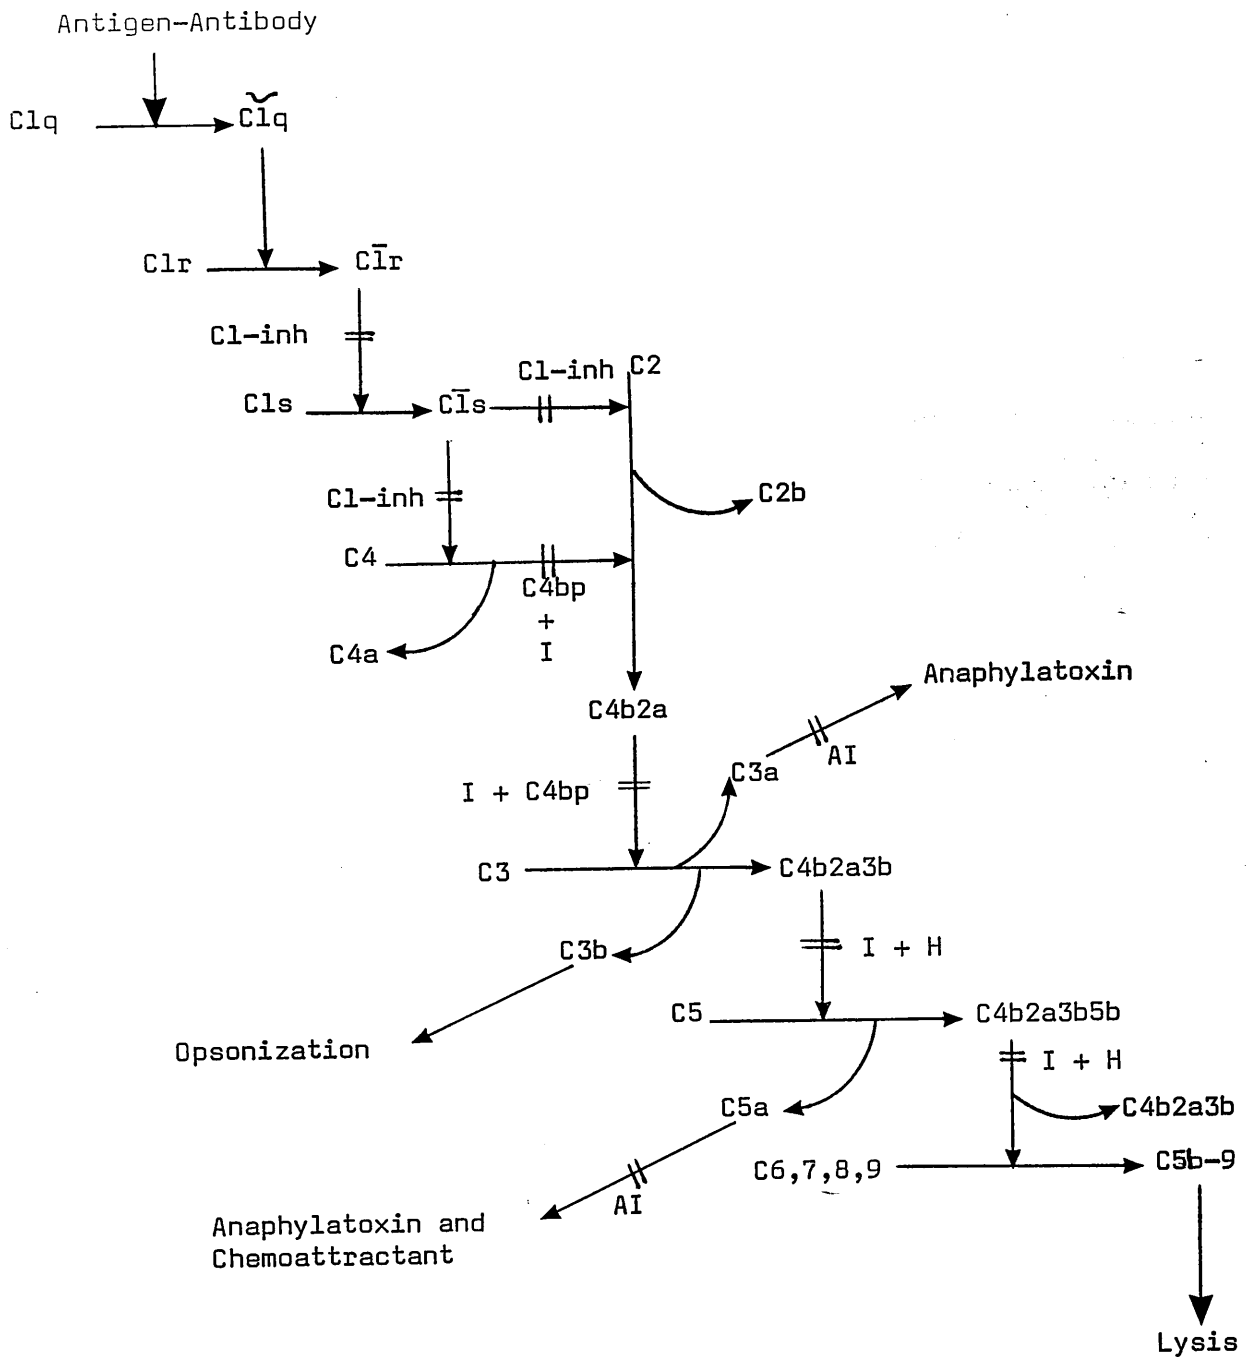 Antigen-Antibody
Clq
Cl̆q
Clr
Cl̅r
Cl-inh
Cl-inh
C2
Cls
Cl̅s
Cl-inh
C2b
C4
C4bp
+
I
C4a
C4b2a
Anaphylatoxin
AI
C3a
I + C4bp
C3
C4b2a3b
C3b
I + H
C5
C4b2a3b5b
Opsonization
I + H
C5a
C4b2a3b
C6,7,8,9
C5b-9
AI
Anaphylatoxin and
Chemoattractant
Lysis